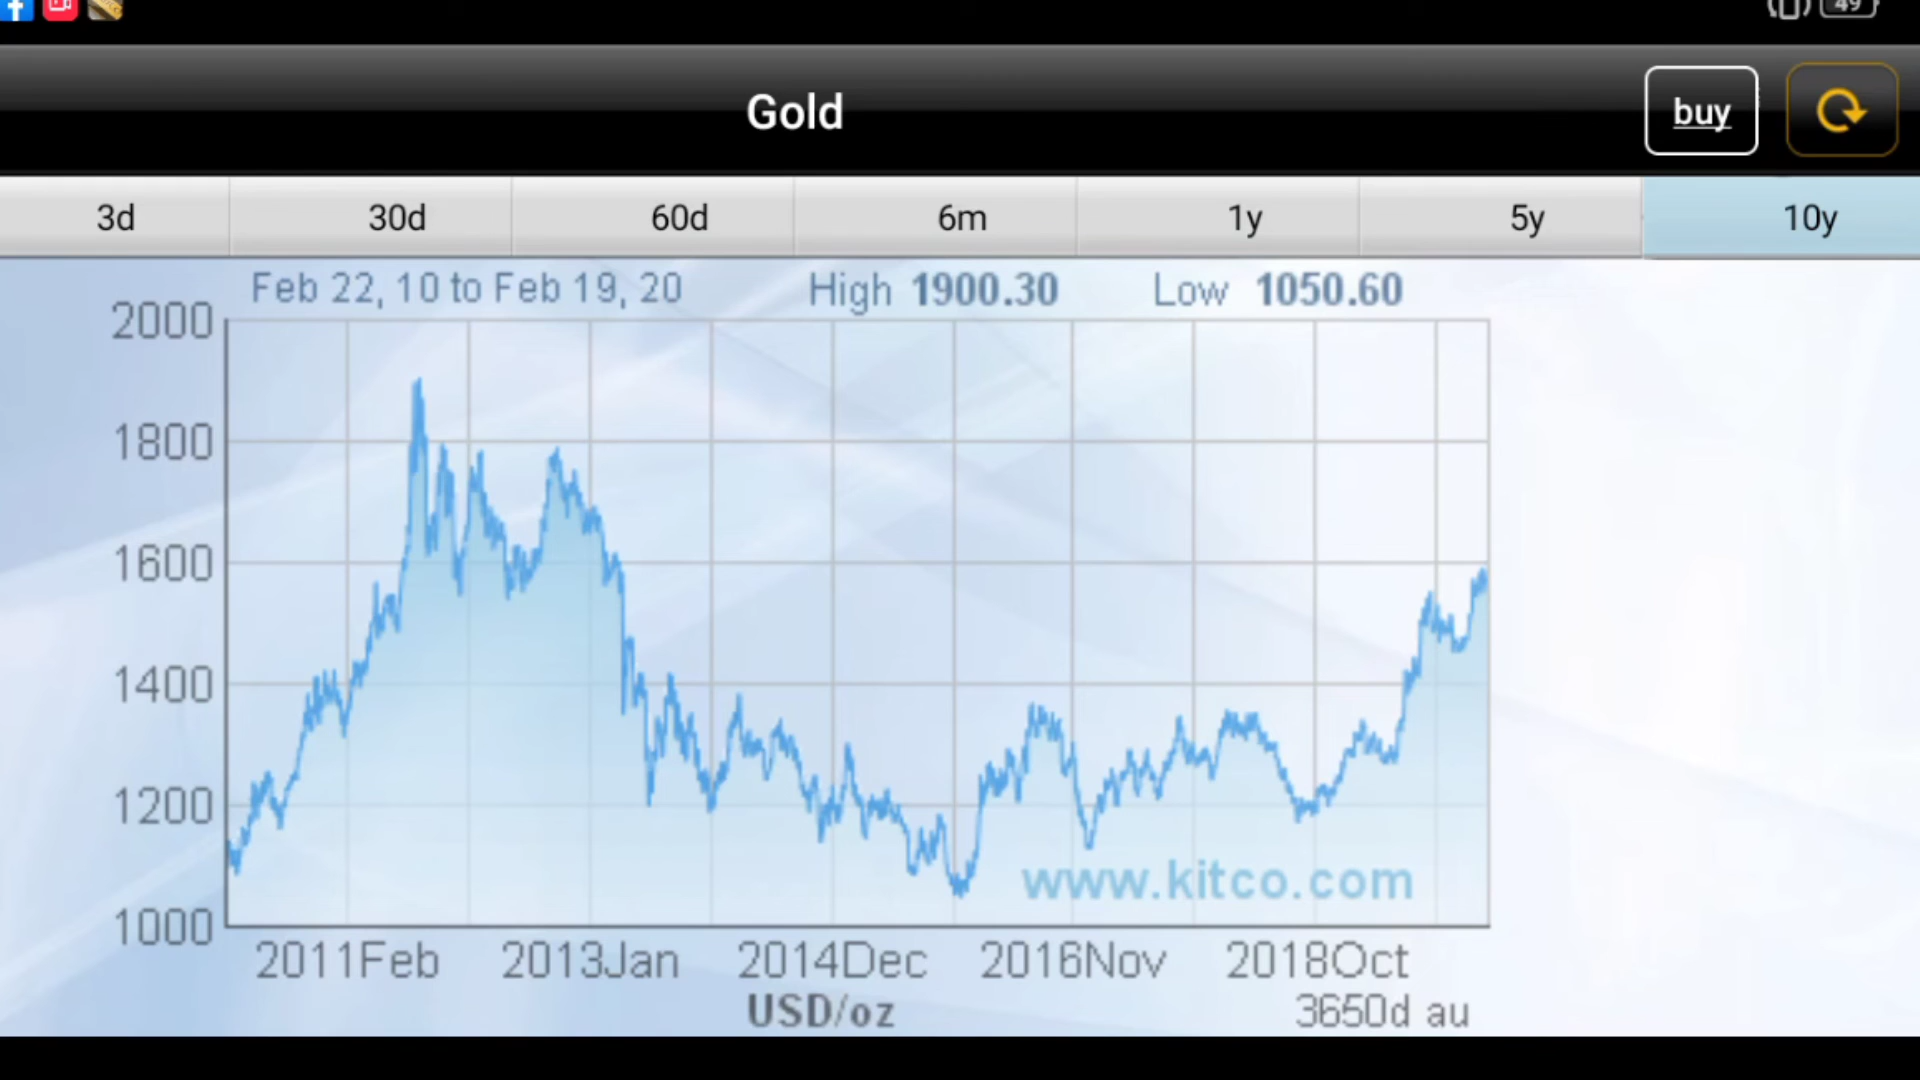 49
Gold
buy
3d 30d 60d 6m 1y 5y 10y
Feb 22, 10 to Feb 19, 20 High 1900.30 Low 1050.60
2000
1800
1600
1400
1200
1000
www.kitco.com
2011Feb 2013Jan 2014Dec 2016Nov 2018Oct
USD/oz 3650d au